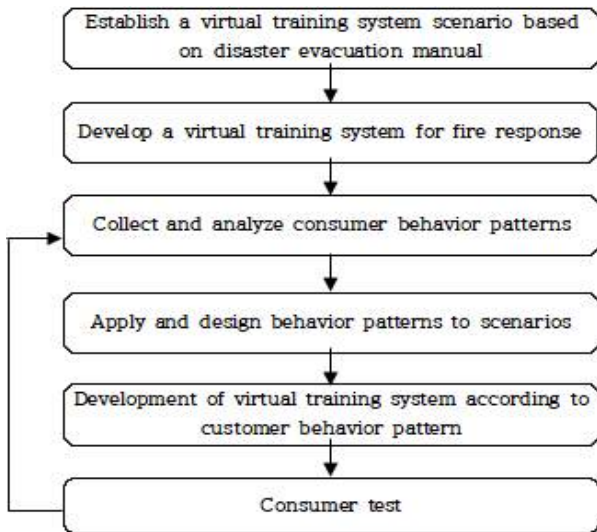 Establish a virtual training system scenario based
on disaster evacuation manual
Develop a virtual training system for fire response
Collect and analyze consumer behavior patterns
Apply and design behavior patterns to scenarios
Development of virtual training system according to
customer behavior pattern
Consumer test